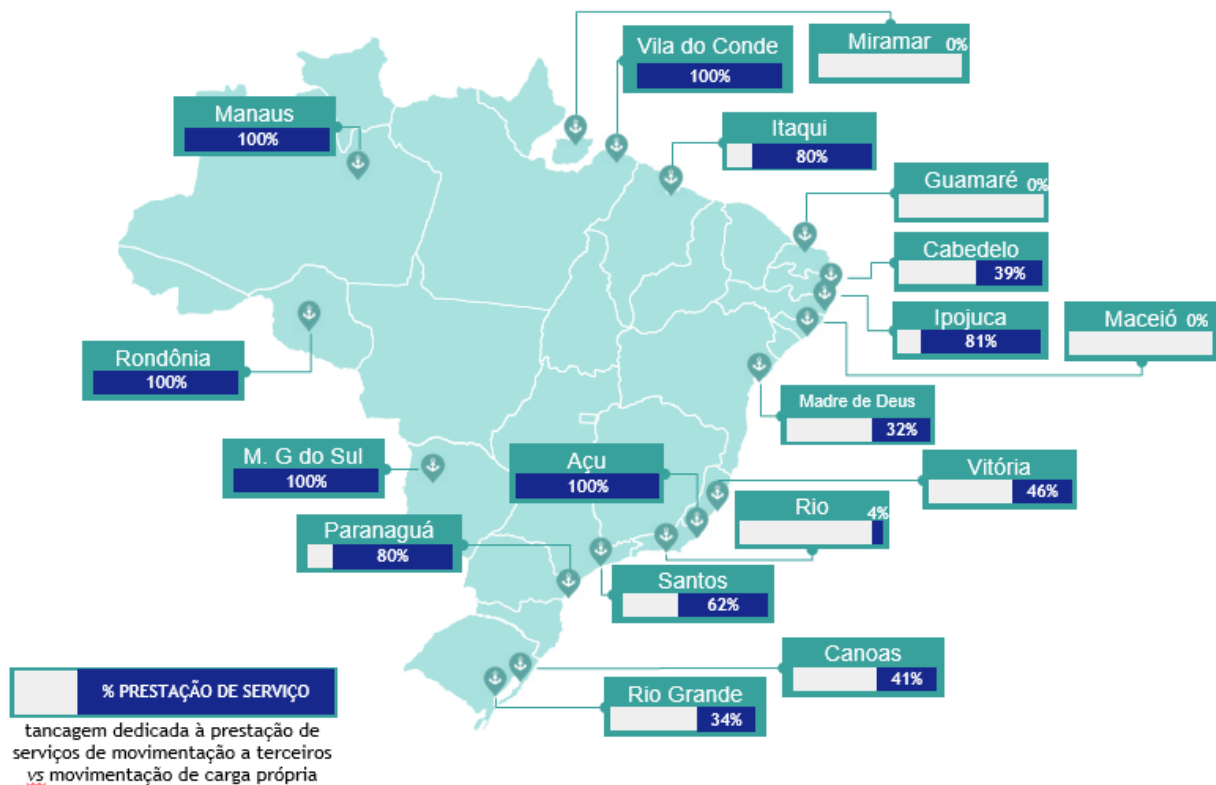 Miramar 0%
Vila do Conde
100%
Manaus
100%
Itaqui
80%
Guamaré 0%
Cabedelo
39%
Ipojuca
81%
Maceió 0%
Rondônia
100%
Madre de Deus
32%
M. G do Sul
100%
Açu
100%
Vitória
46%
Rio
4%
Paranaguá
80%
Santos
62%
Canoas
41%
Rio Grande
34%
% PRESTAÇÃO DE SERVIÇO
tancagem dedicada à prestação de
serviços de movimentação a terceiros
vs movimentação de carga própria